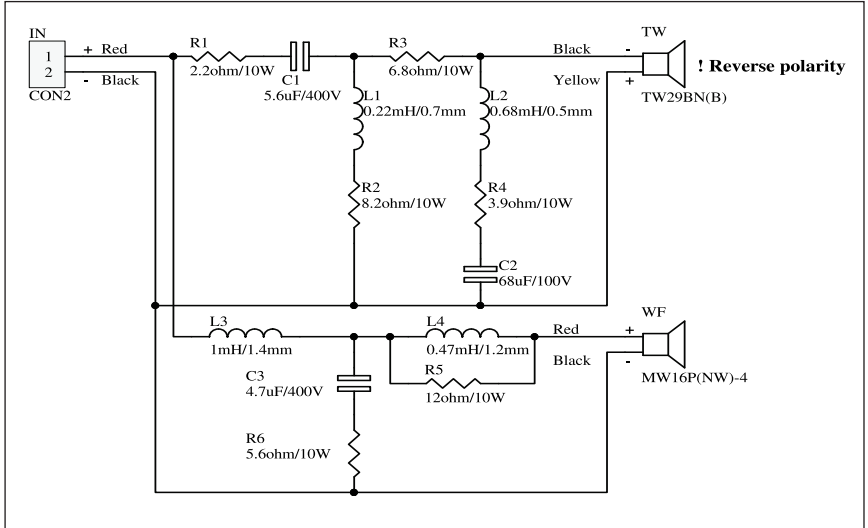 IN
1
2
CON2
+ Red
- Black
R1
2.2ohm/10W
C1
5.6uF/400V
R3
6.8ohm/10W
L1
0.22mH/0.7mm
R2
8.2ohm/10W
L2
0.68mH/0.5mm
R4
3.9ohm/10W
C2
68uF/100V
Black -
Yellow +
TW
! Reverse polarity
TW29BN(B)
L3
1mH/1.4mm
C3
4.7uF/400V
R6
5.6ohm/10W
L4
0.47mH/1.2mm
R5
12ohm/10W
Red +
Black -
WF
MW16P(NW)-4